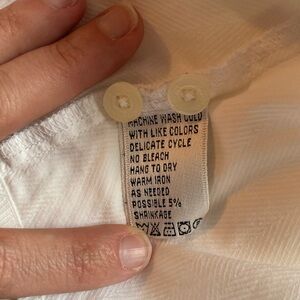 MACHINE WASH COLD
WITH LIKE COLORS
DELICATE CYCLE
NO BLEACH
HANG TO DRY
WARM IRON
AS NEEDED
POSSIBLE 5%
SHRINKAGE